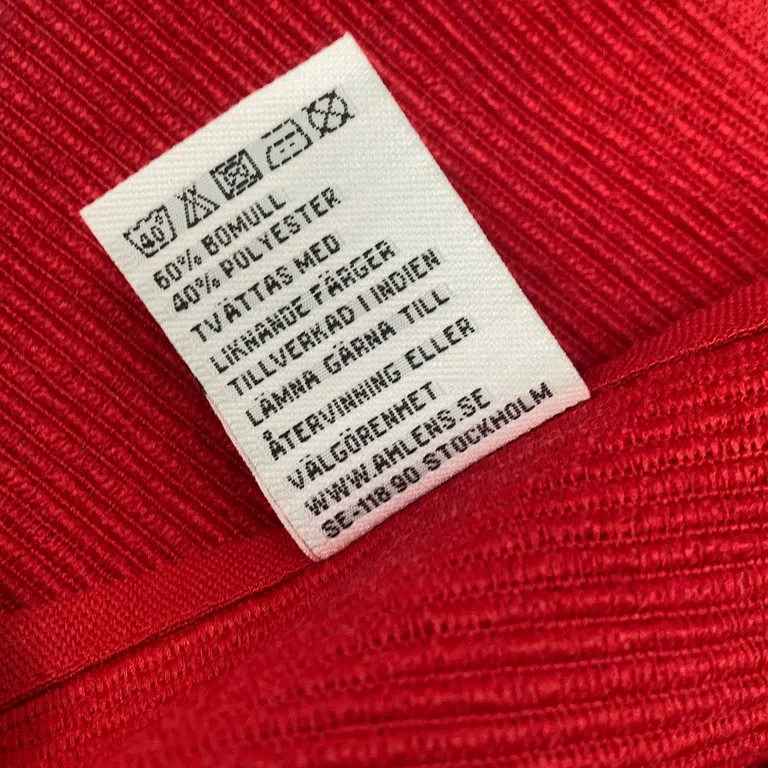 40°
60% BOMULL
40% POLYESTER
TVÄTTAS MED
LIKNANDE FÄRGER
TILLVERKAD I INDIEN
LÄMNA GÄRNA TILL
ÅTERVINNING ELLER
VÄLGÖRENHET
WWW.AHLENS.SE
SE-118 90 STOCKHOLM